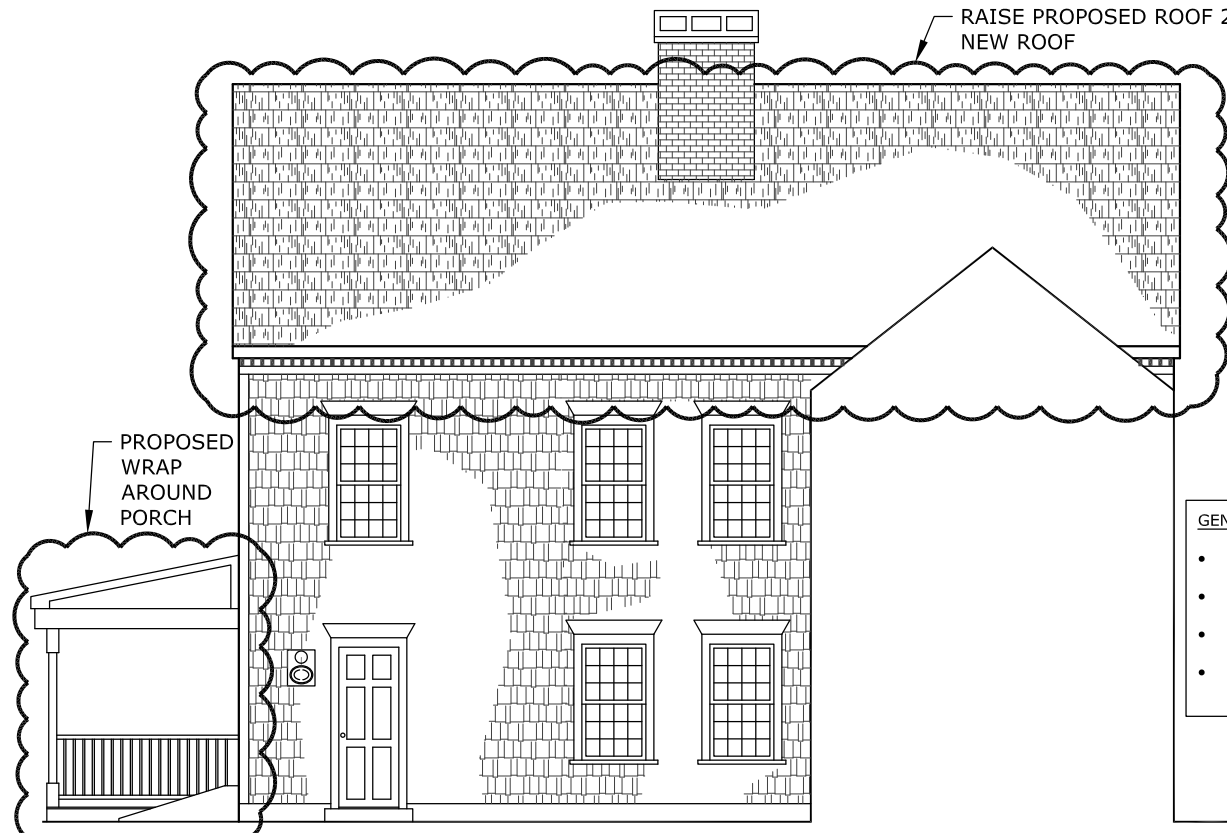 RAISE PROPOSED ROOF 2
NEW ROOF
PROPOSED
WRAP
AROUND
PORCH
GEN